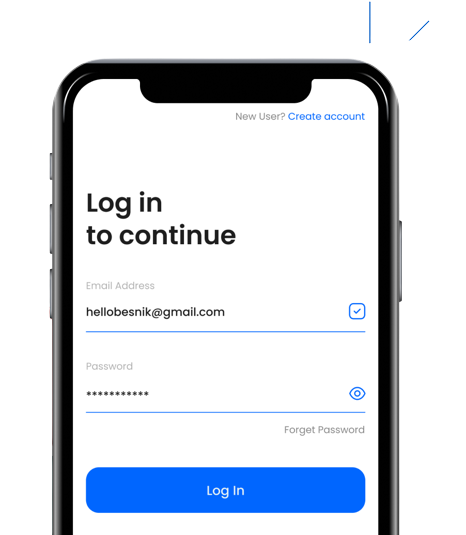 New User? Create account
Log in
to continue
Email Address
hellobesnik@gmail.com
Password
***********
Forget Password
Log In